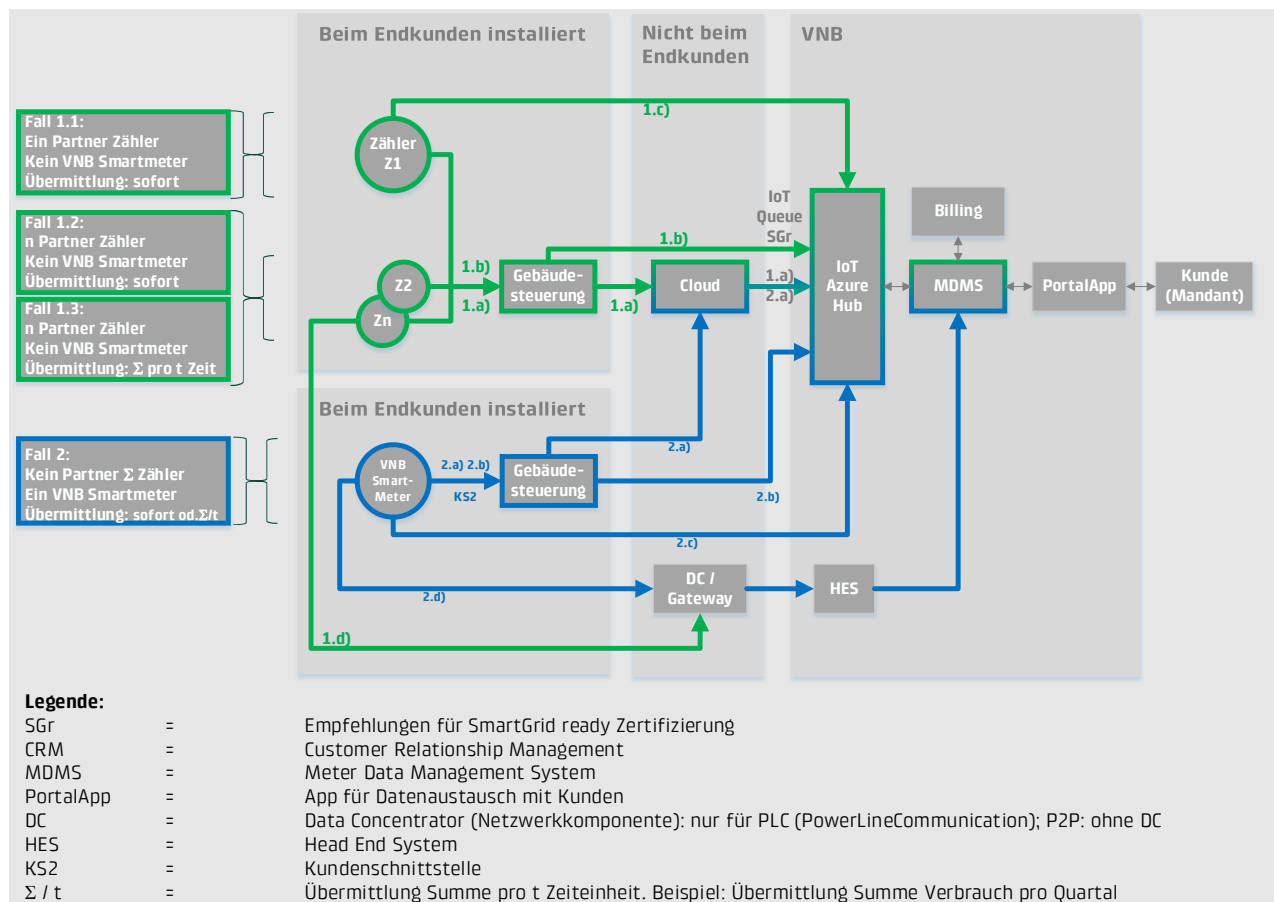 Beim Endkunden installiert
Nicht beim
Endkunden
VNB
Fall 1.1:
Ein Partner Zähler
Kein VNB Smartmeter
Übermittlung: sofort
Fall 1.2:
n Partner Zähler
Kein VNB Smartmeter
Übermittlung: sofort
Fall 1.3:
n Partner Zähler
Kein VNB Smartmeter
Übermittlung: Σ pro t Zeit
Fall 2:
Kein Partner Σ Zähler
Ein VNB Smartmeter
Übermittlung: sofort od.Σ/t
1.c)
Zähler
Z1
Z2
Zn
1.b)
1.a)
Gebäude-
steuerung
1.b)
1.a)
Cloud
IoT
Queue
SGr
1.a)
2.a)
IoT
Azure
Hub
Billing
MDMS
PortalApp
Kunde
(Mandant)
Beim Endkunden installiert
VNB
Smart-
Meter
2.a) 2.b)
KS2
Gebäude-
steuerung
2.a)
2.b)
2.c)
2.d)
DC /
Gateway
HES
1.d)
Legende:
SGr = Empfehlungen für SmartGrid ready Zertifizierung
CRM = Customer Relationship Management
MDMS = Meter Data Management System
PortalApp = App für Datenaustausch mit Kunden
DC = Data Concentrator (Netzwerkkomponente): nur für PLC (PowerLineCommunication); P2P: ohne DC
HES = Head End System
KS2 = Kundenschnittstelle
Σ / t = Übermittlung Summe pro t Zeiteinheit. Beispiel: Übermittlung Summe Verbrauch pro Quartal